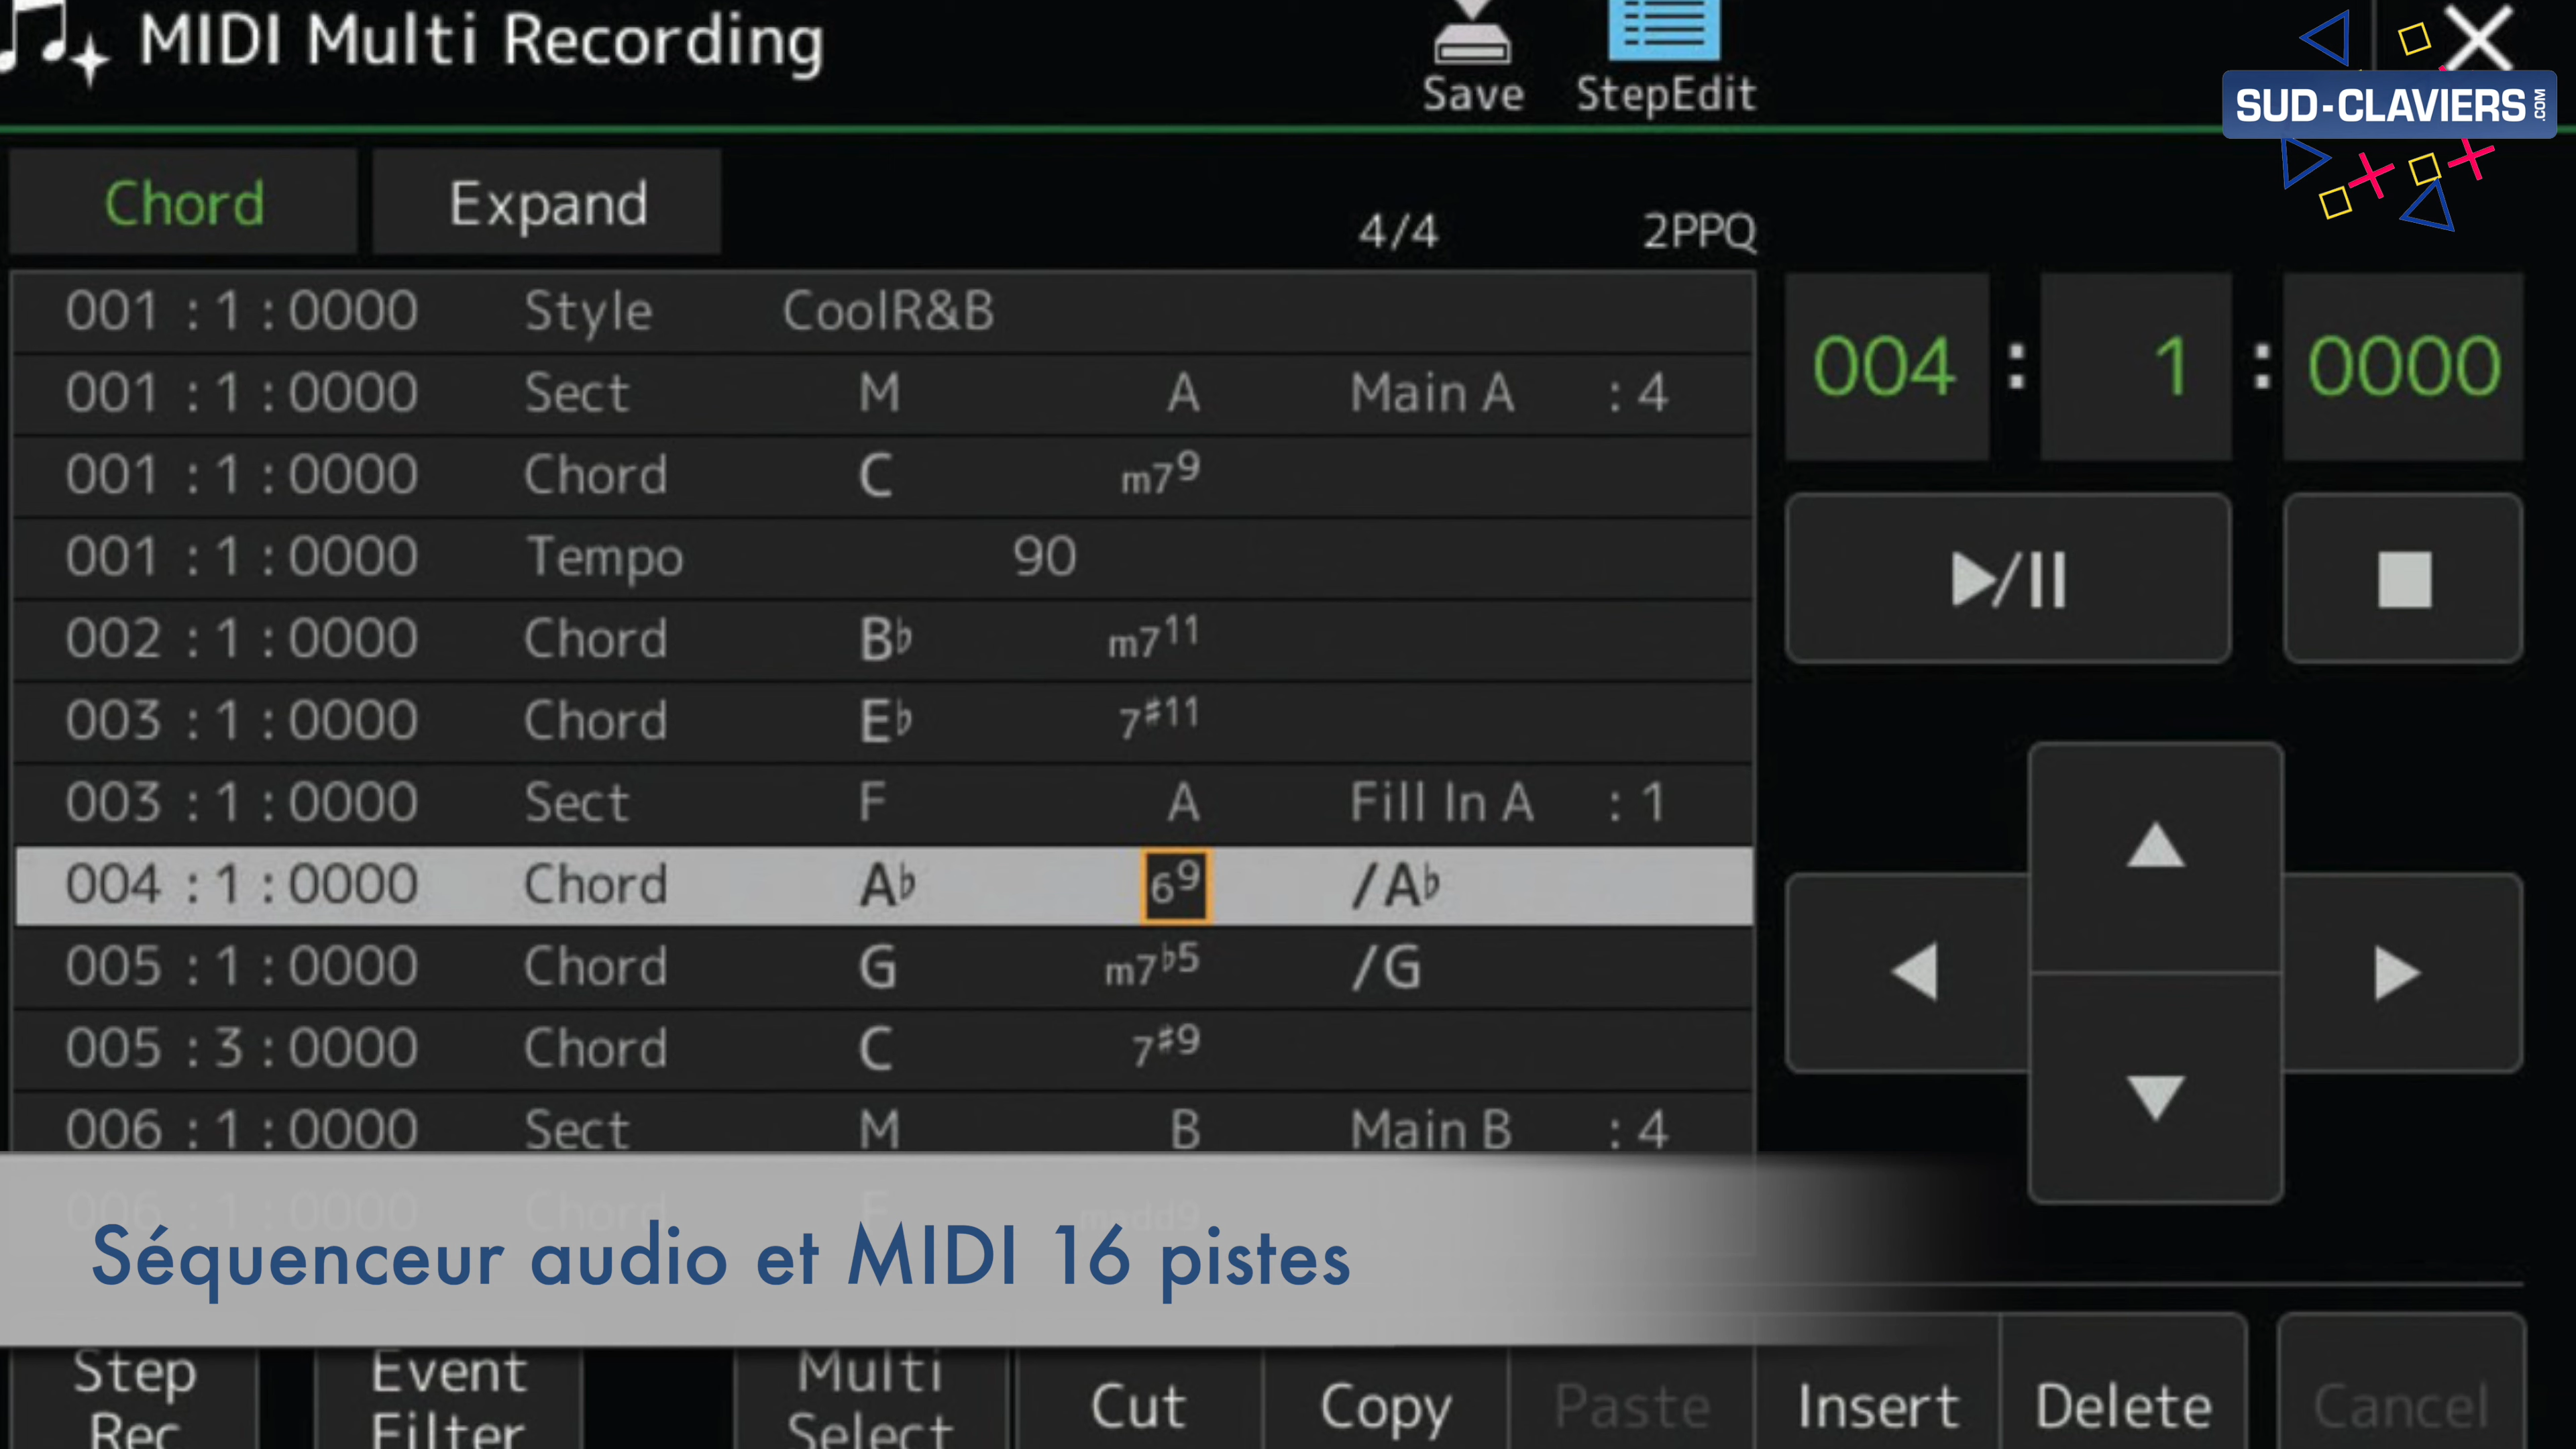 MIDI Multi Recording
Save
StepEdit
SUD-CLAVIERS.COM
Chord
Expand
4/4
2PPQ
001 : 1 : 0000 Style CoolR&B
001 : 1 : 0000 Sect M A Main A : 4
001 : 1 : 0000 Chord C m7⁹
001 : 1 : 0000 Tempo 90
002 : 1 : 0000 Chord B♭ m7¹¹
003 : 1 : 0000 Chord E♭ 7♯¹¹
003 : 1 : 0000 Sect F A Fill In A : 1
004 : 1 : 0000 Chord A♭ 6⁹ /A♭
005 : 1 : 0000 Chord G m7♭⁵ /G
005 : 3 : 0000 Chord C 7♯⁹
006 : 1 : 0000 Sect M B Main B : 4
006 : 1 : 0000 Chord F madd9
004 : 1 : 0000
Séquenceur audio et MIDI 16 pistes
Step
Rec
Event
Filter
Multi
Select
Cut
Copy
Paste
Insert
Delete
Cancel